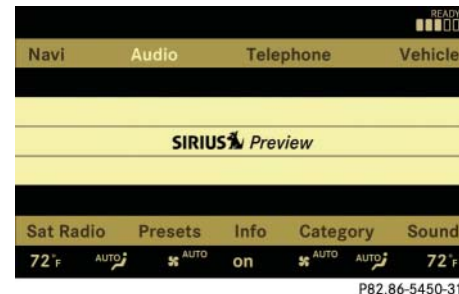 READY
Navi Audio Telephone Vehicle
SIRIUS Preview
Sat Radio Presets Info Category Sound
72°F AUTO AUTO on AUTO AUTO 72°F
P82.86-5450-31